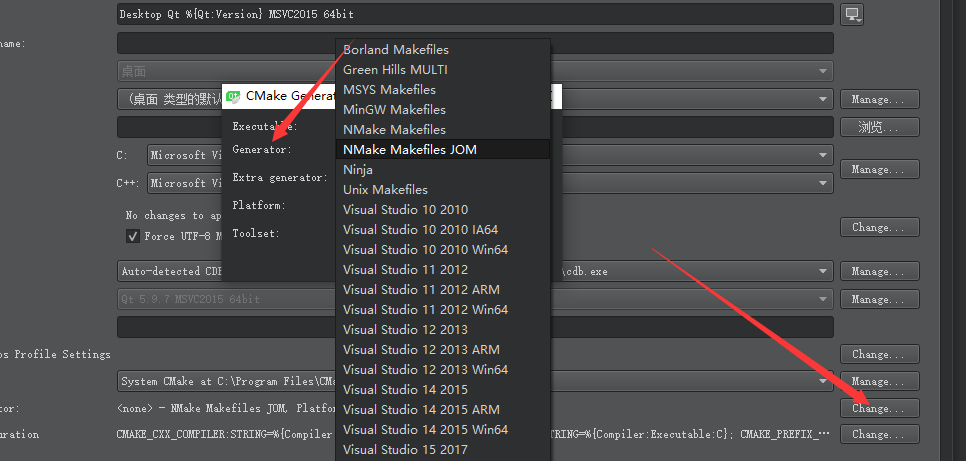 Desktop Qt %{Qt:Version} MSVC2015 64bit
name:
桌面
(桌面 类型的默认
Manage...
浏览...
C: Microsoft Vi
Manage...
C++: Microsoft Vi
No changes to ap
Change...
Force UTF-8 M
Auto-detected CDB
\cdb.exe
Manage...
Qt 5.9.7 MSVC2015 64bit
Manage...
os Profile Settings
Change...
System CMake at C:\Program Files\CMa
Manage...
tor:
<none> - NMake Makefiles JOM, Platfor
Change...
uration
CMAKE_CXX_COMPILER:STRING=%{Compiler
TRING=%{Compiler:Executable:C}; CMAKE_PREFIX_...
Change...
CMake Generat
Executable:
Generator:
Extra generator:
Platform:
Toolset:
Borland Makefiles
Green Hills MULTI
MSYS Makefiles
MinGW Makefiles
NMake Makefiles
NMake Makefiles JOM
Ninja
Unix Makefiles
Visual Studio 10 2010
Visual Studio 10 2010 IA64
Visual Studio 10 2010 Win64
Visual Studio 11 2012
Visual Studio 11 2012 ARM
Visual Studio 11 2012 Win64
Visual Studio 12 2013
Visual Studio 12 2013 ARM
Visual Studio 12 2013 Win64
Visual Studio 14 2015
Visual Studio 14 2015 ARM
Visual Studio 14 2015 Win64
Visual Studio 15 2017